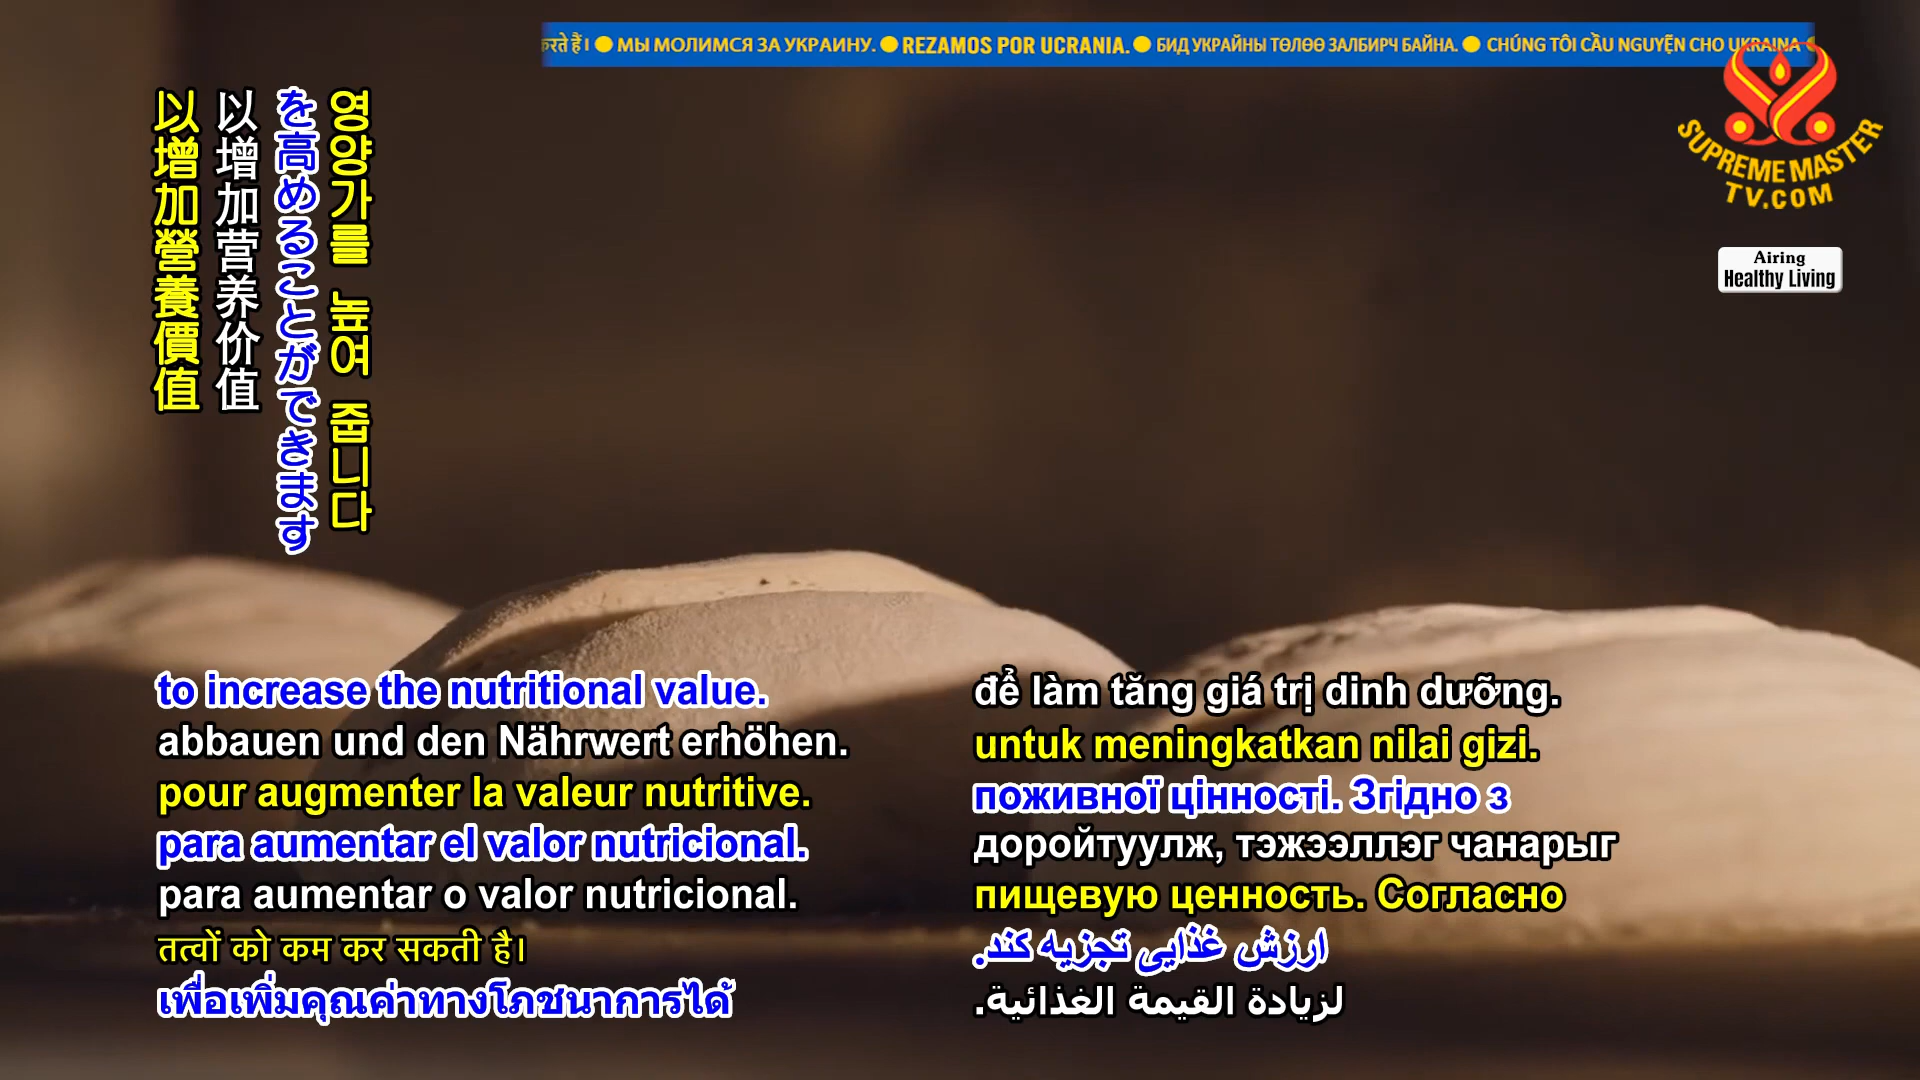 करते हैं। ● МЫ МОЛИМСЯ ЗА УКРАИНУ. ● REZAMOS POR UCRANIA. ● БИД УКРАЙНЫ ТӨЛӨӨ ЗАЛБИРЧ БАЙНА. ● CHÚNG TÔI CẦU NGUYỆN CHO UKRAINA
SUPREME MASTER
TV.COM
Airing
Healthy Living
영양가를 높여 줍니다
を高めることができます
以增加营养价值
以增加營養價值
to increase the nutritional value.
abbauen und den Nährwert erhöhen.
pour augmenter la valeur nutritive.
para aumentar el valor nutricional.
para aumentar o valor nutricional.
तत्वों को कम कर सकती है।
เพื่อเพิ่มคุณค่าทางโภชนาการได้
để làm tăng giá trị dinh dưỡng.
untuk meningkatkan nilai gizi.
поживної цінності. Згідно з
доройтуулж, тэжээллэг чанарыг
пищевую ценность. Согласно
ارزش غذایی تجزیه کند.
لزيادة القيمة الغذائية.